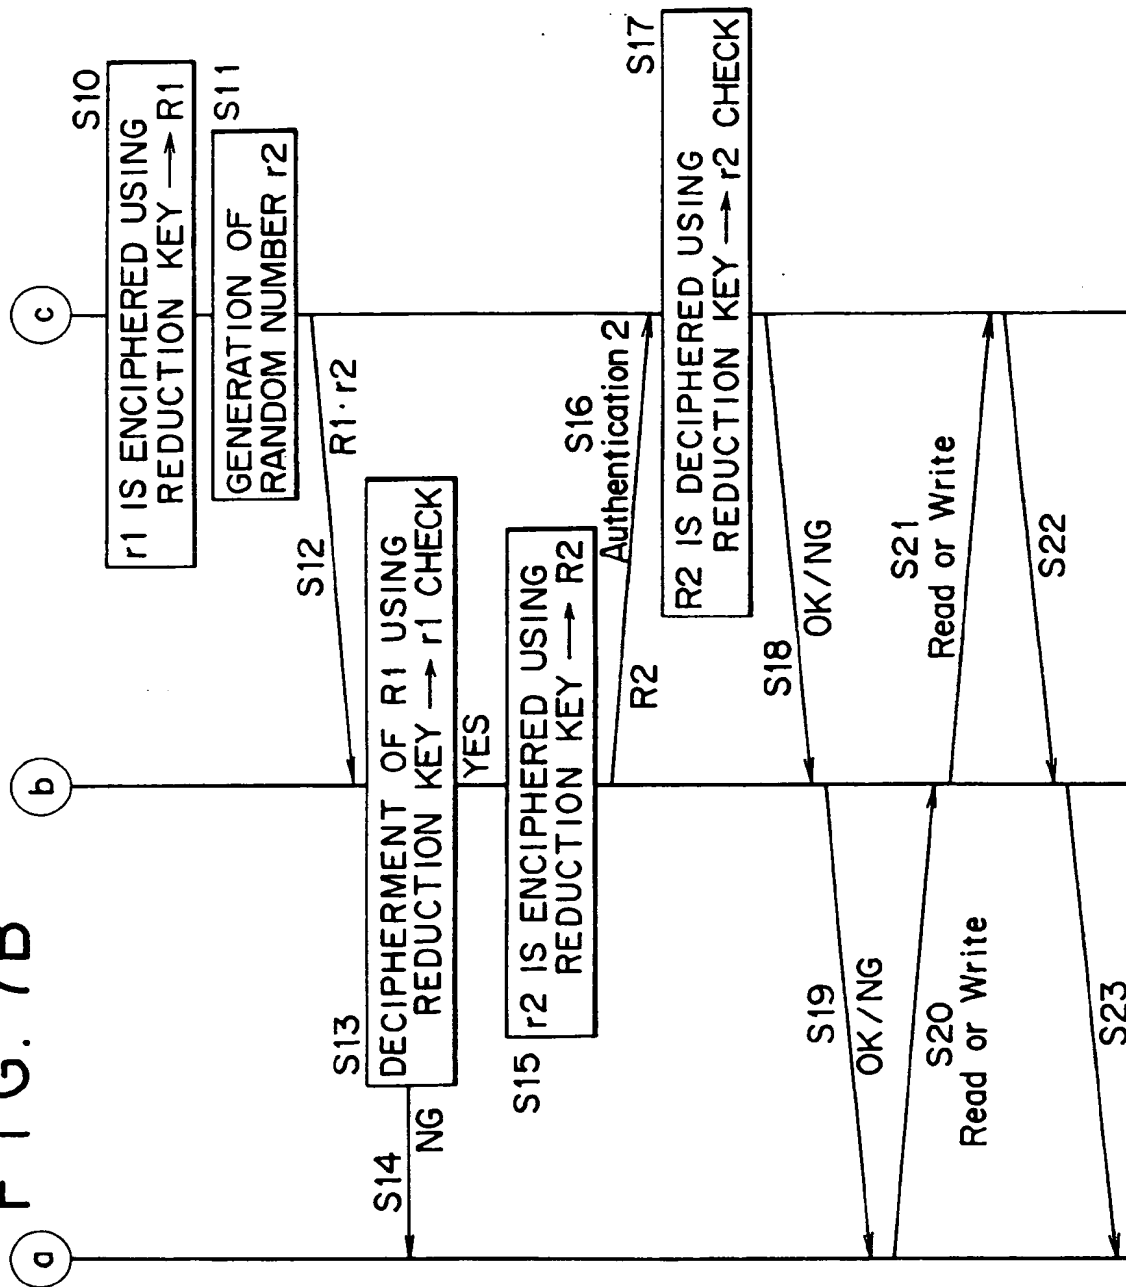 FIG. 7B
a
b
c
S10
r1 IS ENCIPHERED USING
REDUCTION KEY → R1
S11
GENERATION OF
RANDOM NUMBER r2
S12
R1·r2
S13
DECIPHERMENT OF R1 USING
REDUCTION KEY → r1 CHECK
S14
NG
YES
S15
r2 IS ENCIPHERED USING
REDUCTION KEY → R2
R2
S16
Authentication 2
S17
R2 IS DECIPHERED USING
REDUCTION KEY → r2 CHECK
S18
OK/NG
S19
OK/NG
S20
Read or Write
S21
Read or Write
S22
S23